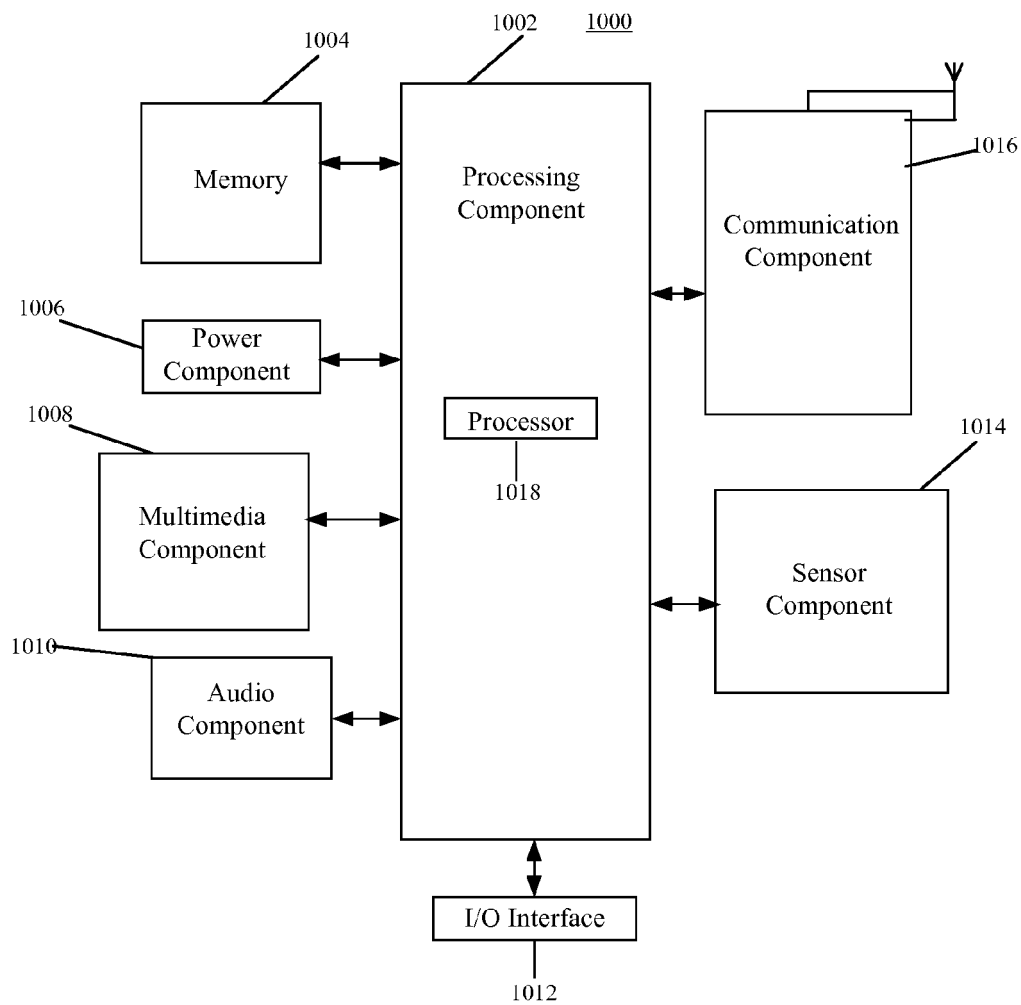 1002
1000
1004
Memory
Processing
Component
1016
Communication
Component
1006
Power
Component
1008
Processor
1018
1014
Multimedia
Component
Sensor
Component
1010
Audio
Component
I/O Interface
1012